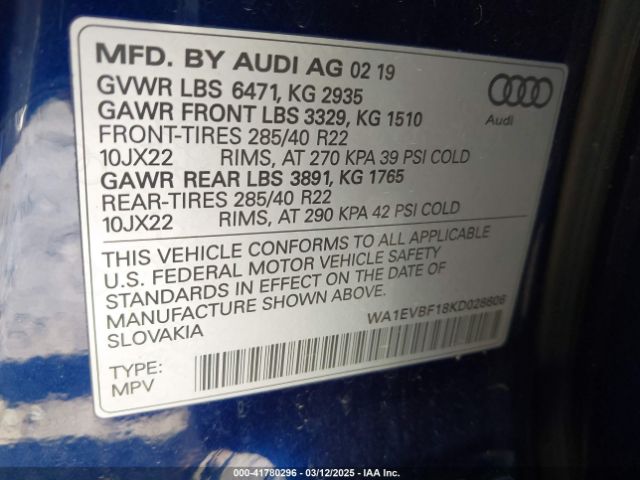 MFD. BY AUDI AG 02 19
GVWR LBS 6471, KG 2935
GAWR FRONT LBS 3329, KG 1510
FRONT-TIRES 285/40 R22
10JX22 RIMS, AT 270 KPA 39 PSI COLD
GAWR REAR LBS 3891, KG 1765
REAR-TIRES 285/40 R22
10JX22 RIMS, AT 290 KPA 42 PSI COLD
Audi
THIS VEHICLE CONFORMS TO ALL APPLICABLE
U.S. FEDERAL MOTOR VEHICLE SAFETY
STANDARDS IN EFFECT ON THE DATE OF
MANUFACTURE SHOWN ABOVE.
SLOVAKIA
WA1EVBF18KD028606
TYPE:
MPV
000-41780296 - 03/12/2025 - IAA Inc.